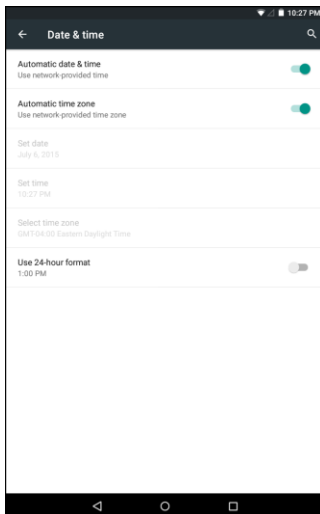 10:27 PM
Date & time
Automatic date & time
Use network-provided time
Automatic time zone
Use network-provided time zone
Set date
July 6, 2015
Set time
10:27 PM
Select time zone
GMT-04:00 Eastern Daylight Time
Use 24-hour format
1:00 PM